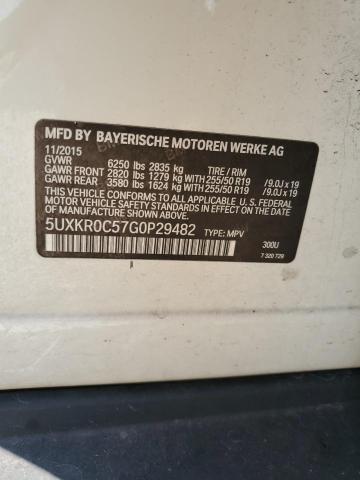 MFD BY BAYERISCHE MOTOREN WERKE AG
11/2015
GVWR 6250 lbs 2835 kg TIRE / RIM
GAWR FRONT 2820 lbs 1279 kg WITH 255/50 R19 /9.0J x 19
GAWR REAR 3580 lbs 1624 kg WITH 255/50 R19 /9.0J x 19
THIS VEHICLE CONFORMS TO ALL APPLICABLE FEDERAL
MOTOR VEHICLE SAFETY STANDARDS IN EFFECT
ON THE DATE OF MANUFACTURE SHOWN ABOVE.
5UXKR0C57G0P29482 TYPE: MPV
300U
7 320 729